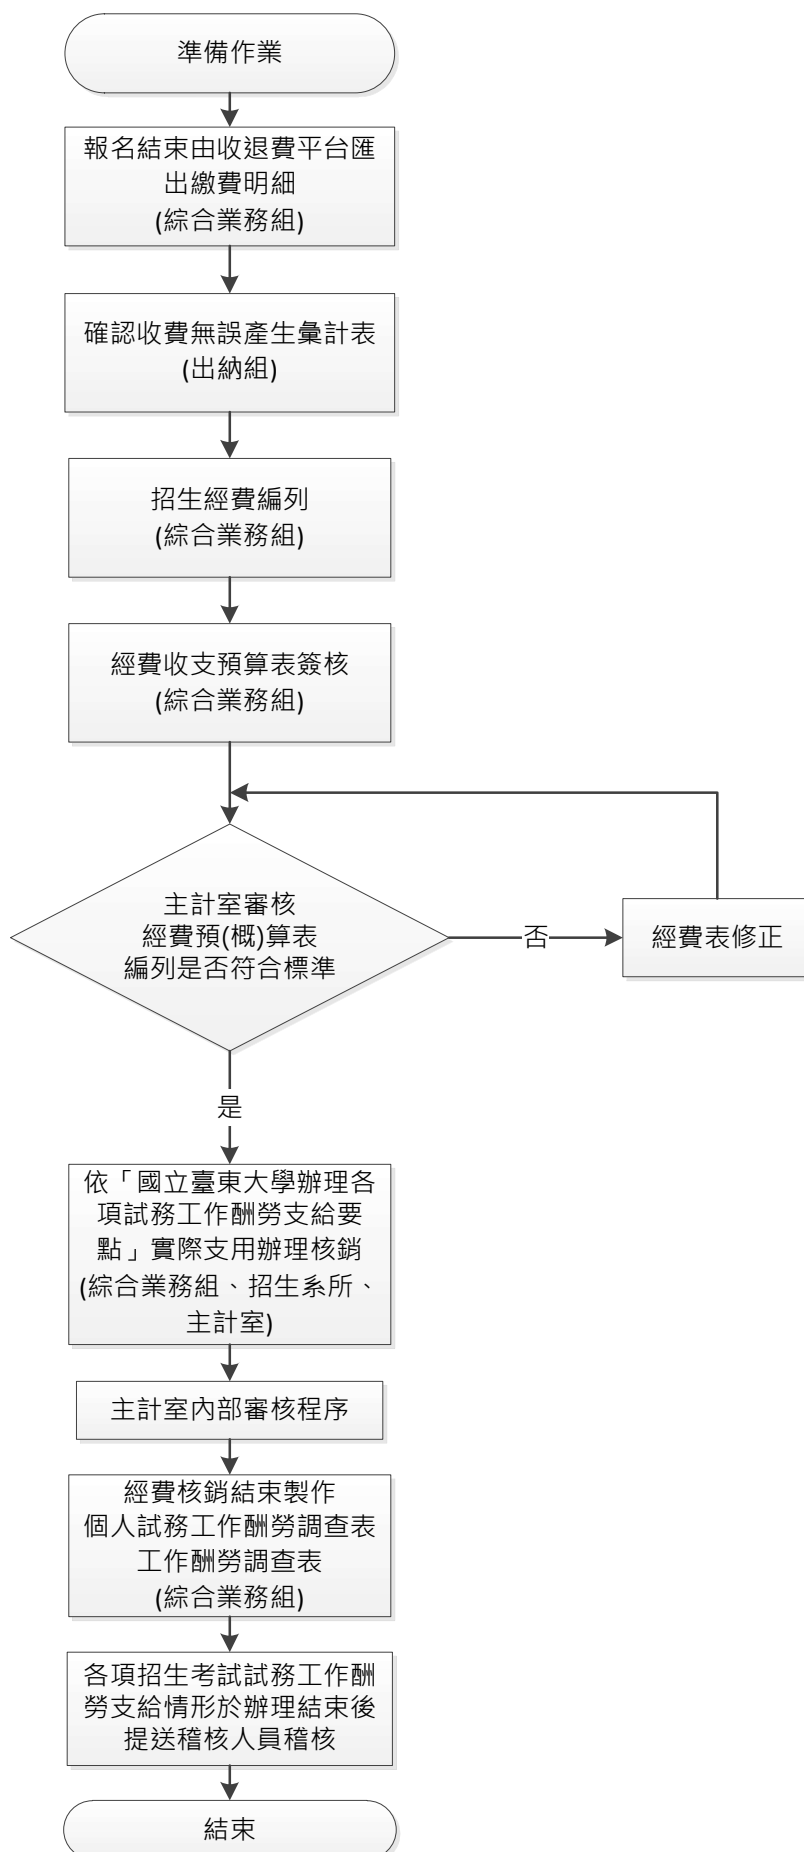 準備作業
報名結束由收退費平台匯
出繳費明細
(綜合業務組)
確認收費無誤產生彙計表
(出納組)
招生經費編列
(綜合業務組)
經費收支預算表簽核
(綜合業務組)
主計室審核
經費預(概)算表
編列是否符合標準
否
經費表修正
是
依「國立臺東大學辦理各
項試務工作酬勞支給要
點」實際支用辦理核銷
(綜合業務組、招生系所、
主計室)
主計室內部審核程序
經費核銷結束製作
個人試務工作酬勞調查表
工作酬勞調查表
(綜合業務組)
各項招生考試試務工作酬
勞支給情形於辦理結束後
提送稽核人員稽核
結束